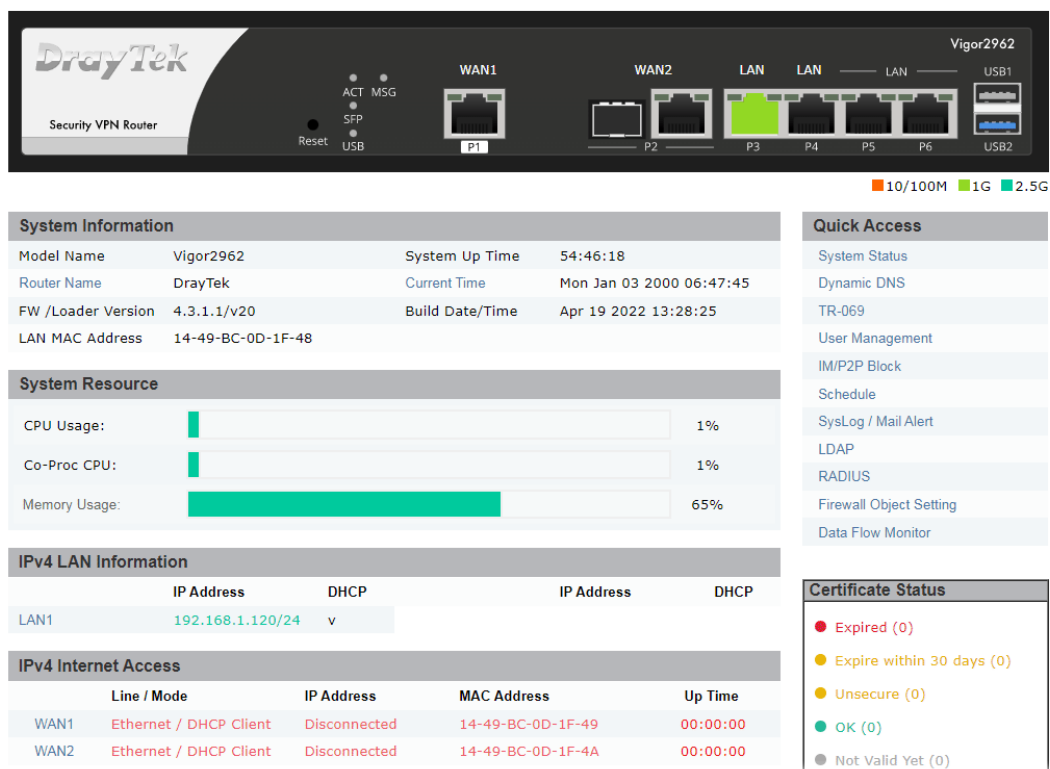 DrayTek
Security VPN Router
Vigor2962
ACT MSG
SFP
USB
Reset
WAN1
P1
WAN2
P2
LAN
P3
LAN
P4
LAN
P5
P6
USB1
USB2
10/100M 1G 2.5G
System Information
Model Name Vigor2962 System Up Time 54:46:18
Router Name DrayTek Current Time Mon Jan 03 2000 06:47:45
FW /Loader Version 4.3.1.1/v20 Build Date/Time Apr 19 2022 13:28:25
LAN MAC Address 14-49-BC-0D-1F-48
System Resource
CPU Usage: 1%
Co-Proc CPU: 1%
Memory Usage: 65%
IPv4 LAN Information
IP Address DHCP IP Address DHCP
LAN1 192.168.1.120/24 v
IPv4 Internet Access
Line / Mode IP Address MAC Address Up Time
WAN1 Ethernet / DHCP Client Disconnected 14-49-BC-0D-1F-49 00:00:00
WAN2 Ethernet / DHCP Client Disconnected 14-49-BC-0D-1F-4A 00:00:00
Quick Access
System Status
Dynamic DNS
TR-069
User Management
IM/P2P Block
Schedule
SysLog / Mail Alert
LDAP
RADIUS
Firewall Object Setting
Data Flow Monitor
Certificate Status
Expired (0)
Expire within 30 days (0)
Unsecure (0)
OK (0)
Not Valid Yet (0)